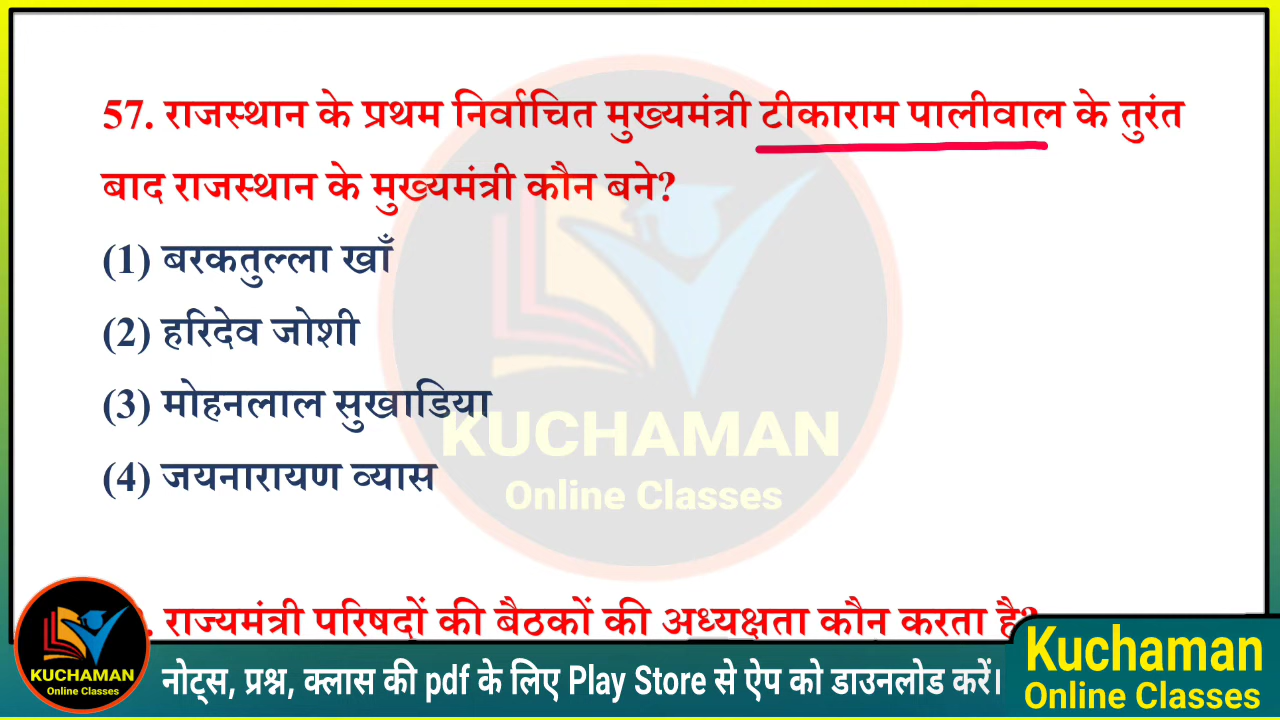 57. राजस्थान के प्रथम निर्वाचित मुख्यमंत्री टीकाराम पालीवाल के तुरंत
बाद राजस्थान के मुख्यमंत्री कौन बने?
(1) बरकतुल्ला खाँ
(2) हरिदेव जोशी
(3) मोहनलाल सुखाडिया
(4) जयनारायण व्यास
KUCHAMAN
Online Classes
. राज्यमंत्री परिषदों की बैठकों की अध्यक्षता कौन करता है?
KUCHAMAN
Online Classes
नोट्स, प्रश्न, क्लास की pdf के लिए Play Store से ऐप को डाउनलोड करें।
Kuchaman
Online Classes